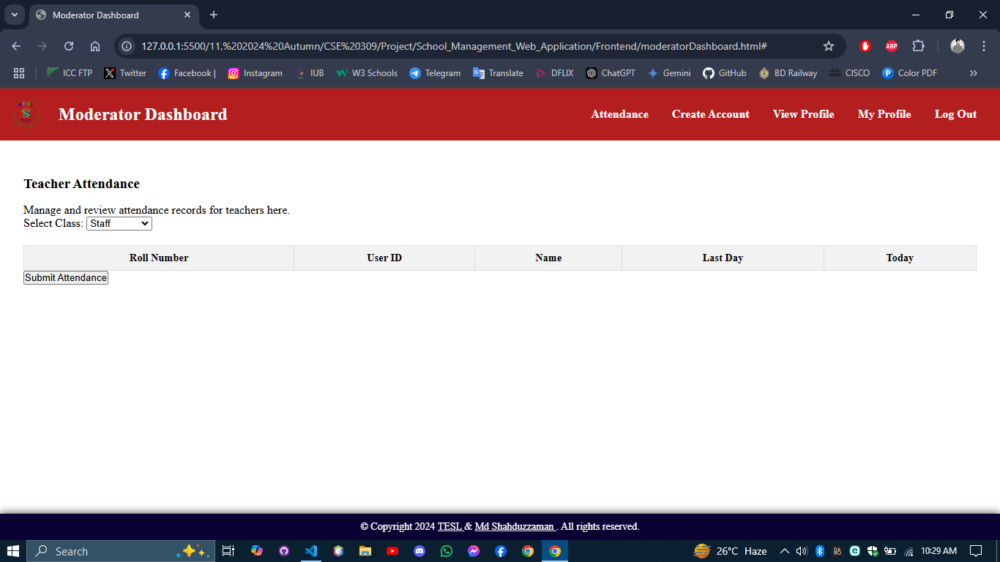 Moderator Dashboard
127.0.0.1:5500/11,%202024%20Autumn/CSE%20309/Project/School_Management_Web_Application/Frontend/moderatorDashboard.html#
ABP
ICC FTP Twitter Facebook | Instagram IUB W3 Schools Telegram Translate DFLIX ChatGPT Gemini GitHub BD Railway CISCO Color PDF
Moderator Dashboard Attendance Create Account View Profile My Profile Log Out
Teacher Attendance
Manage and review attendance records for teachers here.
Select Class: Staff
Roll Number User ID Name Last Day Today
Submit Attendance
© Copyright 2024 TESL & Md Shahduzzaman . All rights reserved.
Search 26°C Haze 10:29 AM